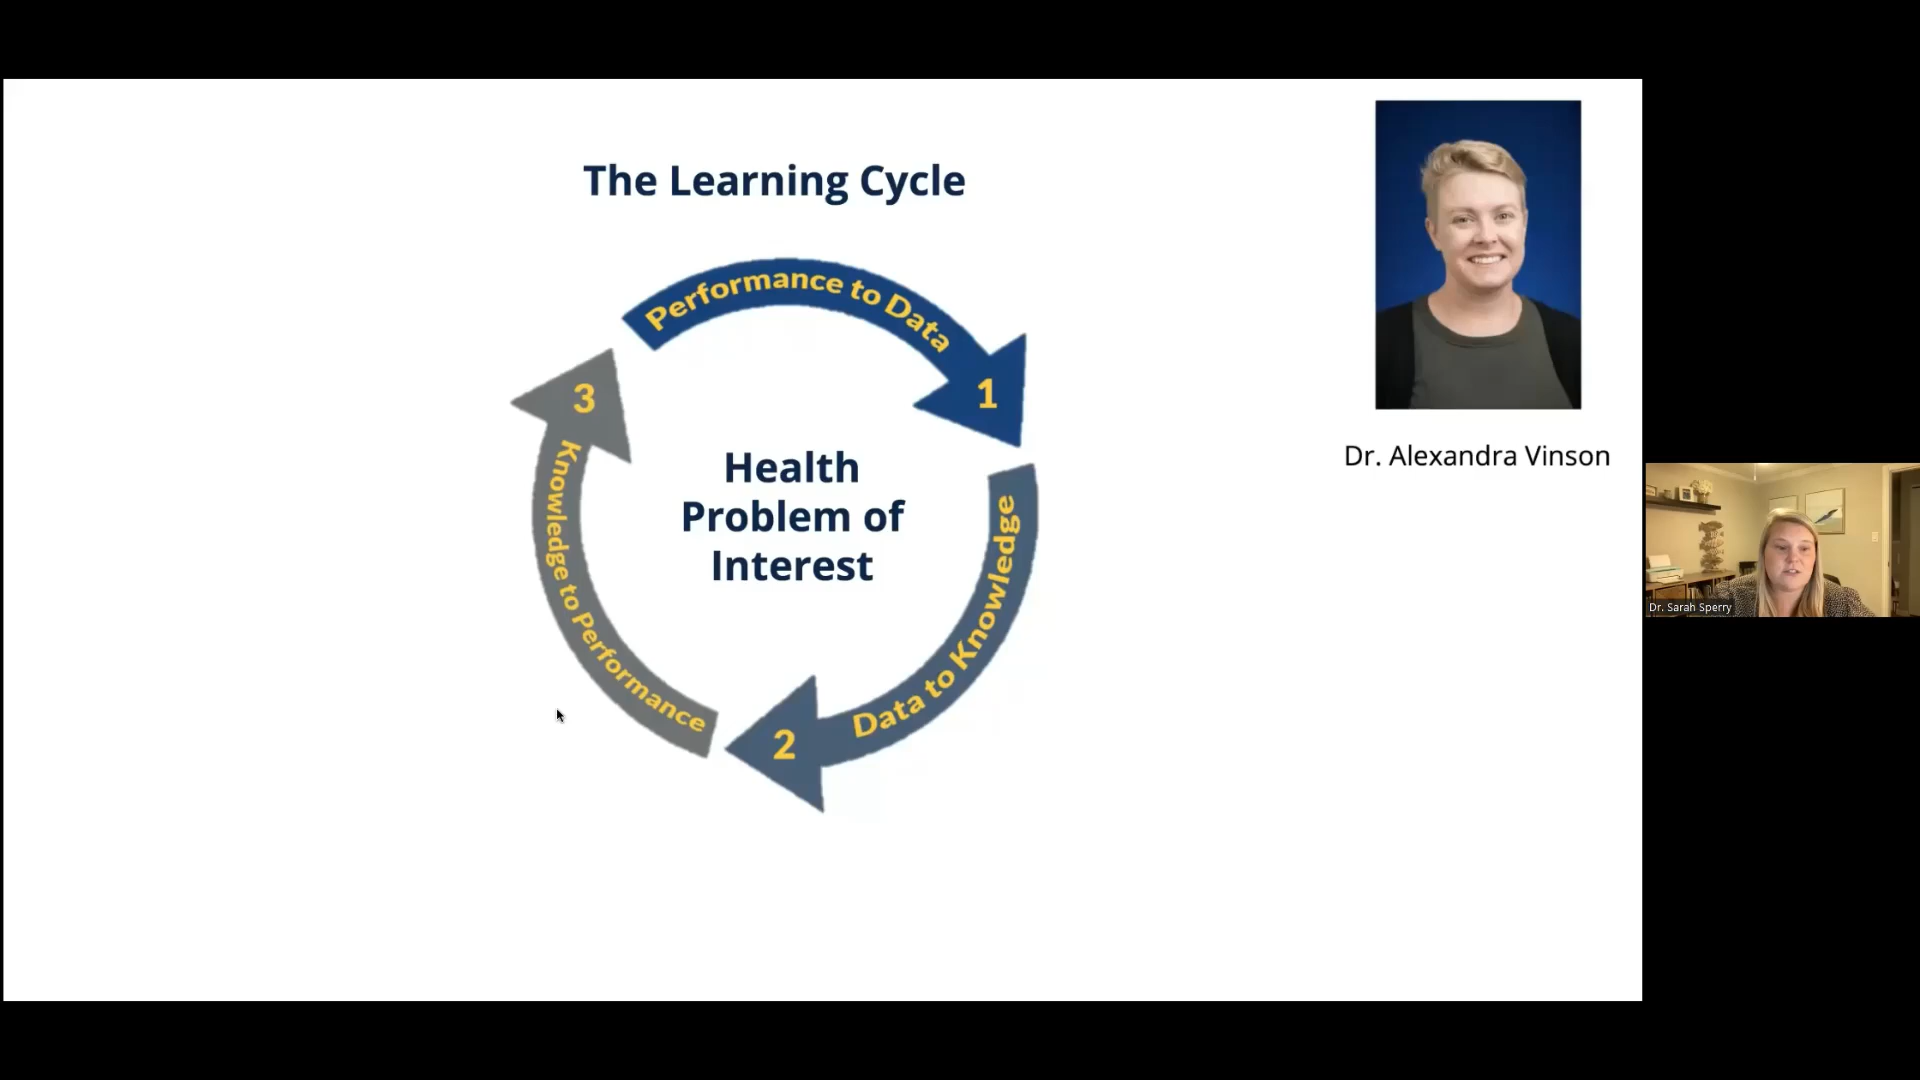 The Learning Cycle
Performance to Data
1
Data to Knowledge
2
Knowledge to Performance
3
Health
Problem of
Interest
Dr. Alexandra Vinson
Dr. Sarah Sperry